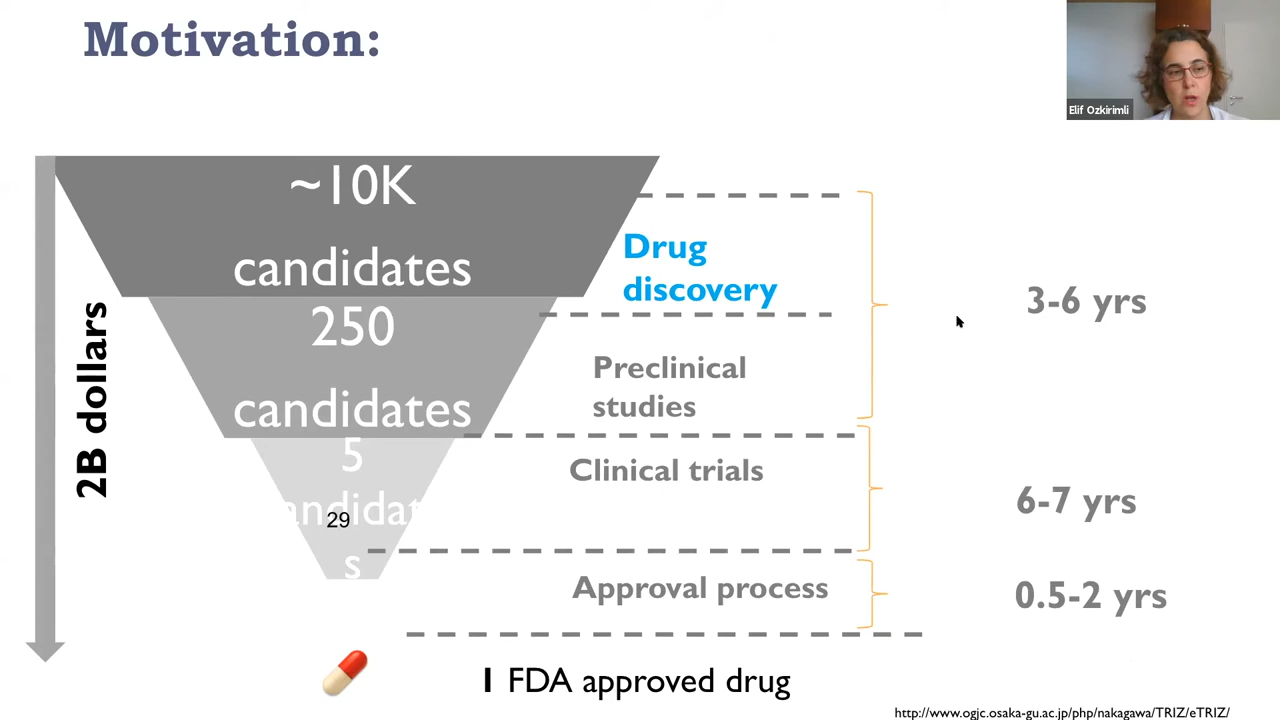 Motivation:
Elif Ozkirimli
~10K
candidates
Drug
discovery
3-6 yrs
250
candidates
Preclinical
studies
2B dollars
5
candidate
s
29
Clinical trials
6-7 yrs
Approval process
0.5-2 yrs
1 FDA approved drug
http://www.ogjc.osaka-gu.ac.jp/php/nakagawa/TRIZ/eTRIZ/